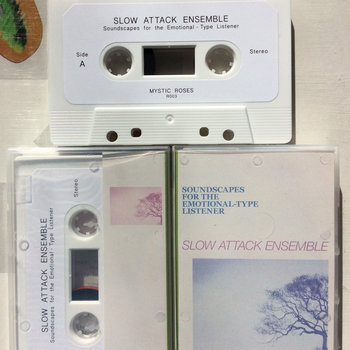 SLOW ATTACK ENSEMBLE
Soundscapes for the Emotional - Type Listener
Side
A
Stereo
MYSTIC ROSES
R003
SLOW ATTACK ENSEMBLE
Soundscapes for the Emotional - Type Listener
Stereo
SOUNDSCAPES
FOR THE
EMOTIONAL-TYPE
LISTENER
SLOW ATTACK ENSEMBLE